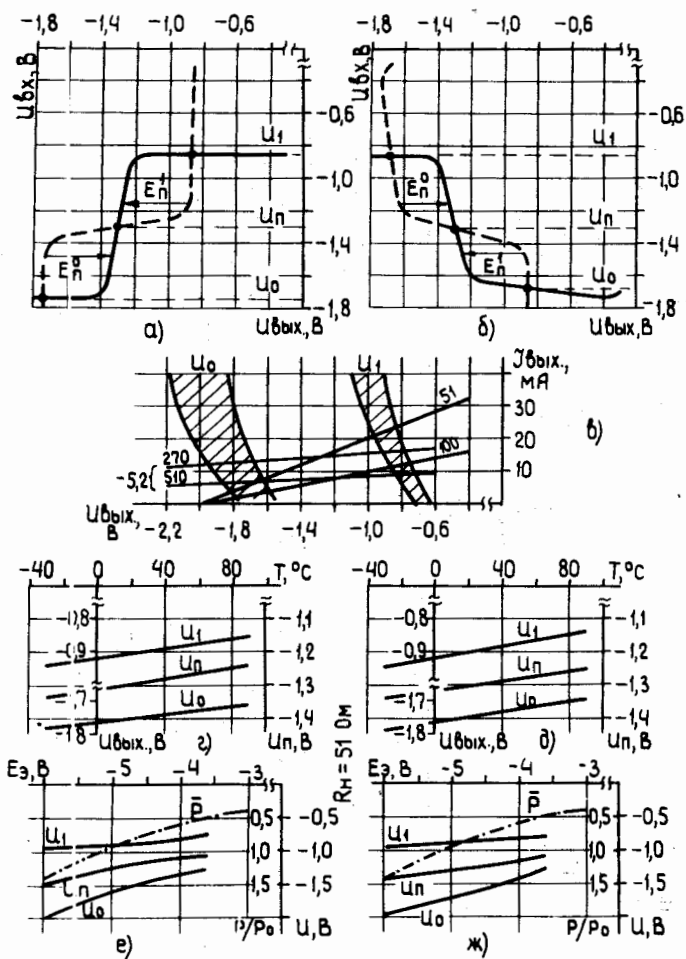 -1,8 -1,4 -1,0 -0,6 -1,8 -1,4 -1,0 -0,6
Uвх,В Uвх,В
-0,6 -0,6
U₁ U₁
Eп¹ -1,0 Eп⁰ -1,0
Uп Uп
-1,4 -1,4
Eп⁰ U₀ Eп¹ U₀
-1,8 -1,8
а) Uвых.,В б) Uвых.,В
U₀ U₁ Iвых.,
мА
51
30
в)
270 100 20
-5,2{ 510 10
Uвых.,
В -2,2 -1,8 -1,4 -1,0 -0,6
-40 0 40 80 T,°C -40 0 40 80 T,°C
-0,8 -1,1 -0,8 -1,1
-0,9 U₁ -1,2 -0,9 U₁ -1,2
Uп Uп
-1,3 -1,3
-1,7 U₀ -1,7 U₀
-1,8 -1,4 -1,8 -1,4
Uвых.,В г) Uп,В Uвых.,В д) Uп,В
Rн = 51 Ом
Eэ,В -5 -4 -3 Eэ,В -5 -4 -3
P̄ 0,5 -0,5 P̄ 0,5 -0,5
U₁ 1,0 -1,0 U₁ 1,0 -1,0
Uп 1,5 -1,5 Uп 1,5 -1,5
U₀ U₀
P/P₀ U,В P/P₀ U,В
е) ж)